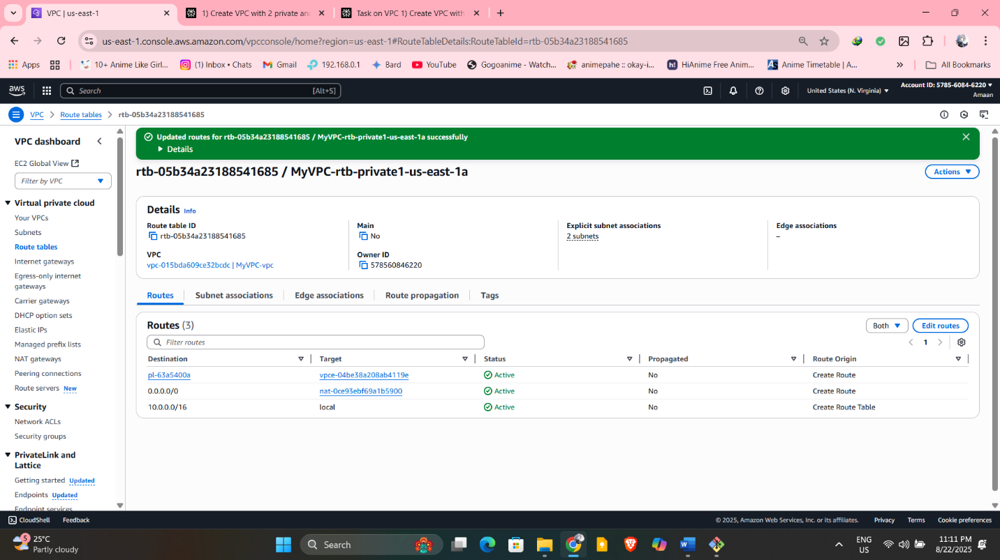 VPC | us-east-1
1) Create VPC with 2 private and
Task on VPC 1) Create VPC with
us-east-1.console.aws.amazon.com/vpcconsole/home?region=us-east-1#RouteTableDetails:RouteTableId=rtb-05b34a23188541685
Apps
10+ Anime Like Girl...
(1) Inbox • Chats
Gmail
192.168.0.1
Bard
YouTube
Gogoanime - Watch...
animepahe :: okay-i...
HiAnime Free Anim...
Anime Timetable | A...
All Bookmarks
aws
Search
[Alt+S]
United States (N. Virginia)
Account ID: 5785-6084-6220
Amaan
VPC
Route tables
rtb-05b34a23188541685
VPC dashboard
EC2 Global View
Filter by VPC
Virtual private cloud
Your VPCs
Subnets
Route tables
Internet gateways
Egress-only internet
gateways
Carrier gateways
DHCP option sets
Elastic IPs
Managed prefix lists
NAT gateways
Peering connections
Route servers New
Security
Network ACLs
Security groups
PrivateLink and
Lattice
Getting started Updated
Endpoints Updated
Endpoint services
Updated routes for rtb-05b34a23188541685 / MyVPC-rtb-private1-us-east-1a successfully
Details
rtb-05b34a23188541685 / MyVPC-rtb-private1-us-east-1a
Actions
Details Info
Route table ID
rtb-05b34a23188541685
Main
No
Explicit subnet associations
2 subnets
Edge associations
–
VPC
vpc-015bda609ce32bcdc | MyVPC-vpc
Owner ID
578560846220
Routes
Subnet associations
Edge associations
Route propagation
Tags
Routes (3)
Both
Edit routes
Filter routes
1
Destination Target Status Propagated Route Origin
pl-63a5400a vpce-04be38a208ab4119e Active No Create Route
0.0.0.0/0 nat-0ce93ebf69a1b5900 Active No Create Route
10.0.0.0/16 local Active No Create Route Table
CloudShell
Feedback
© 2025, Amazon Web Services, Inc. or its affiliates.
Privacy
Terms
Cookie preferences
5
25°C
Partly cloudy
Search
ENG
US
11:11 PM
8/22/2025